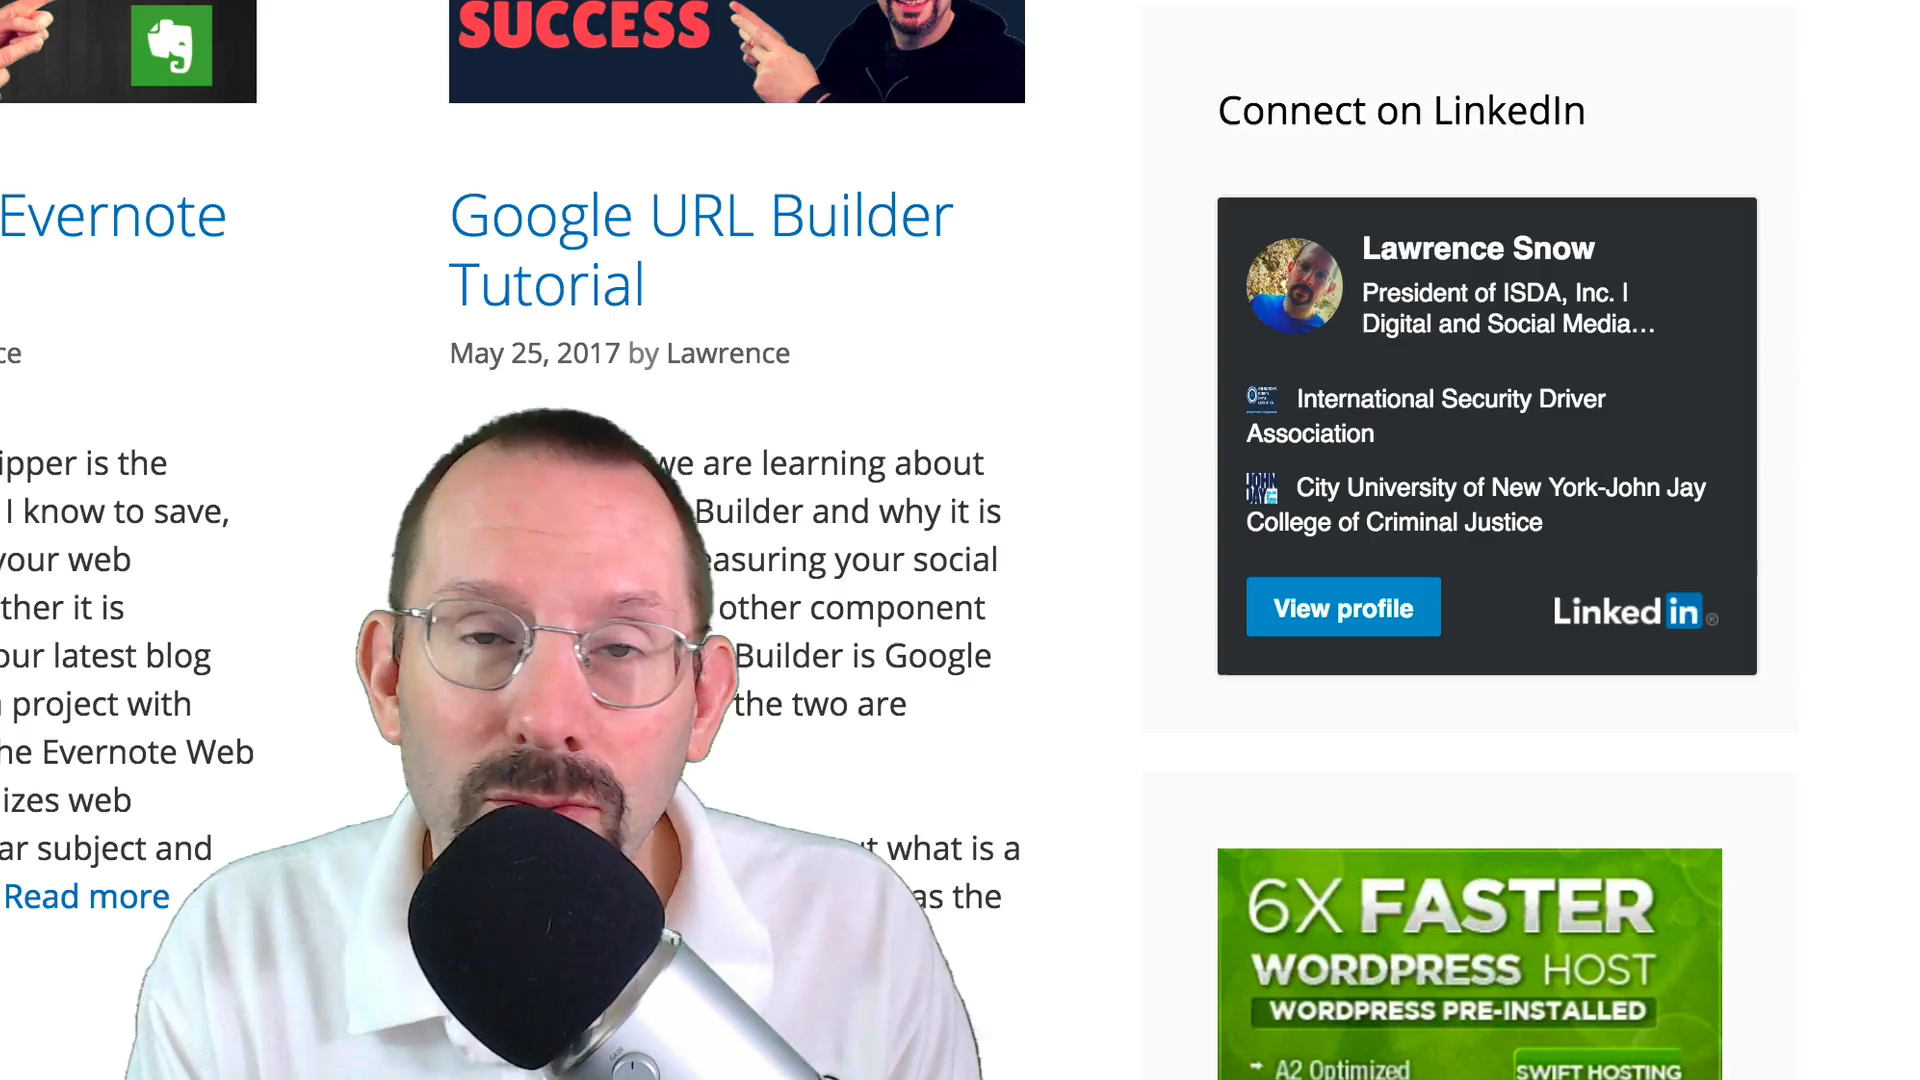 SUCCESS
Evernote
ce
ipper is the
I know to save,
your web
ther it is
our latest blog
project with
he Evernote Web
izes web
ar subject and
Read more
Google URL Builder
Tutorial
May 25, 2017 by Lawrence
we are learning about
Builder and why it is
easuring your social
other component
Builder is Google
the two are
t what is a
as the
Connect on LinkedIn
Lawrence Snow
President of ISDA, Inc. |
Digital and Social Media...
International Security Driver
Association
JOHN
JAY
City University of New York-John Jay
College of Criminal Justice
View profile
Linked in ®
6X FASTER
WORDPRESS HOST
WORDPRESS PRE-INSTALLED
A2 Optimized
SWIFT HOSTING
GAIN